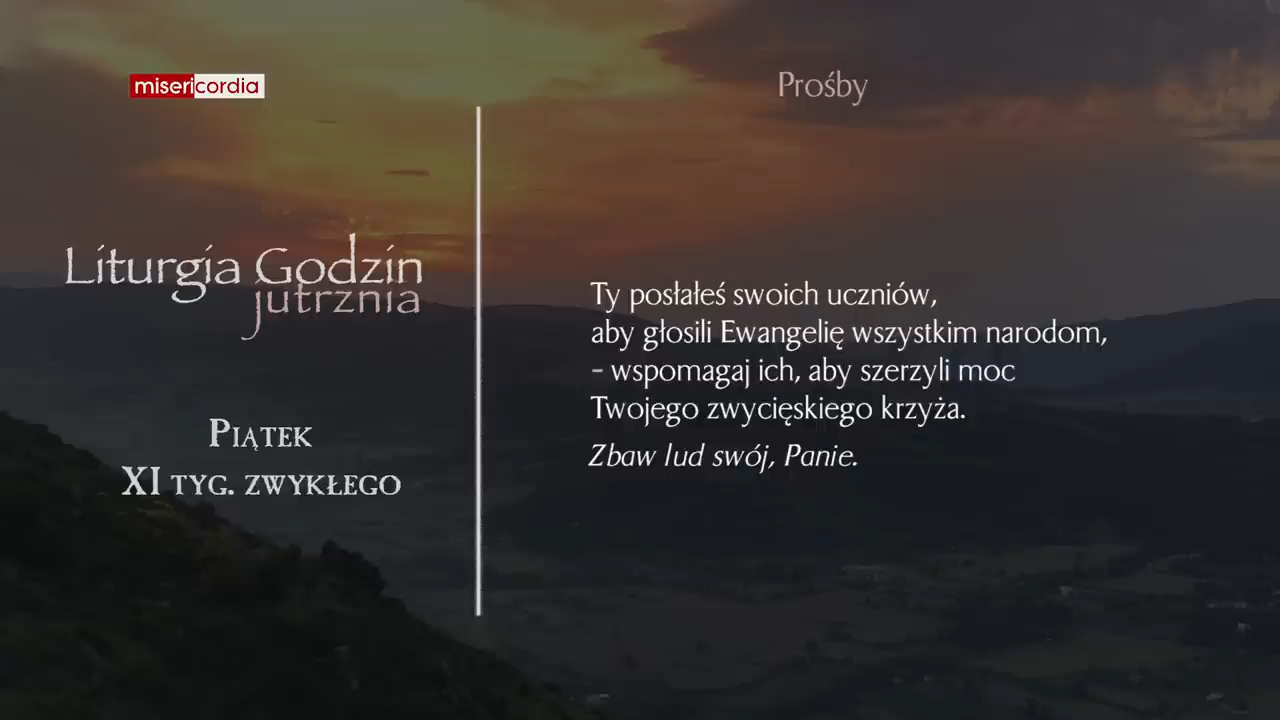 misericordia
Liturgia Godzin
jutrznia
Piątek
XI tyg. zwykłego
Prośby
Ty posłałeś swoich uczniów,
aby głosili Ewangelię wszystkim narodom,
- wspomagaj ich, aby szerzyli moc
Twojego zwycięskiego krzyża.
Zbaw lud swój, Panie.